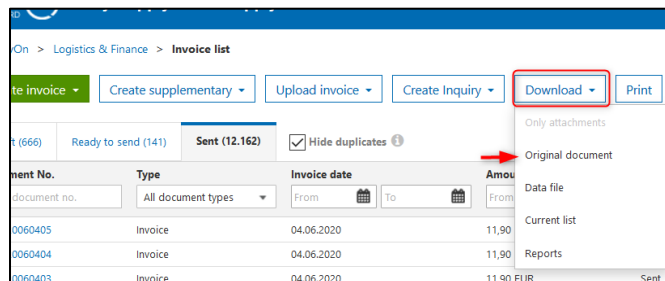 RD
On > Logistics & Finance > Invoice list
te invoice Create supplementary Upload invoice Create Inquiry Download Print
t (666) Ready to send (141) Sent (12.162) Hide duplicates
Only attachments
Original document
Data file
Current list
Reports
ment No. Type Invoice date Amou
document no. All document types From To From
0060405 Invoice 04.06.2020 11,90
0060404 Invoice 04.06.2020 11,90
0060403 Invoice 04.06.2020 11,90 EUR Sent